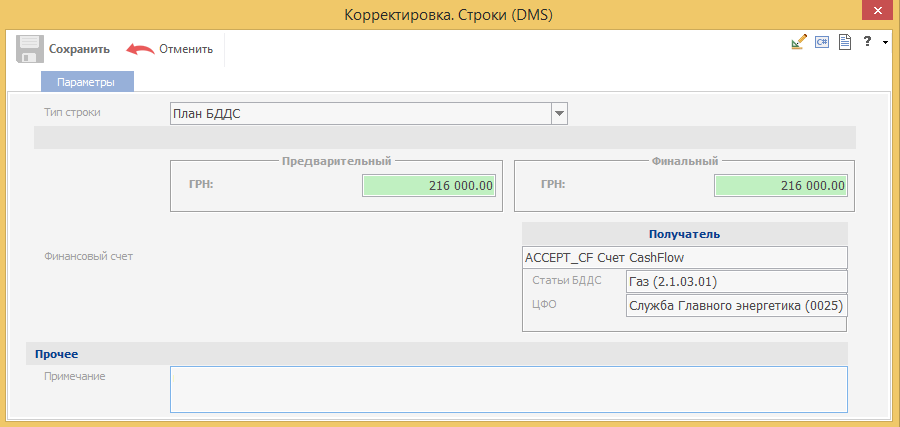 Корректировка. Строки (DMS)
Сохранить Отменить C# ?
Параметры
Тип строки План БДДС
Предварительный Финальный
ГРН: 216 000.00 ГРН: 216 000.00
Получатель
Финансовый счет ACCEPT_CF Счет CashFlow
Статьи БДДС Газ (2.1.03.01)
ЦФО Служба Главного энергетика (0025)
Прочее
Примечание